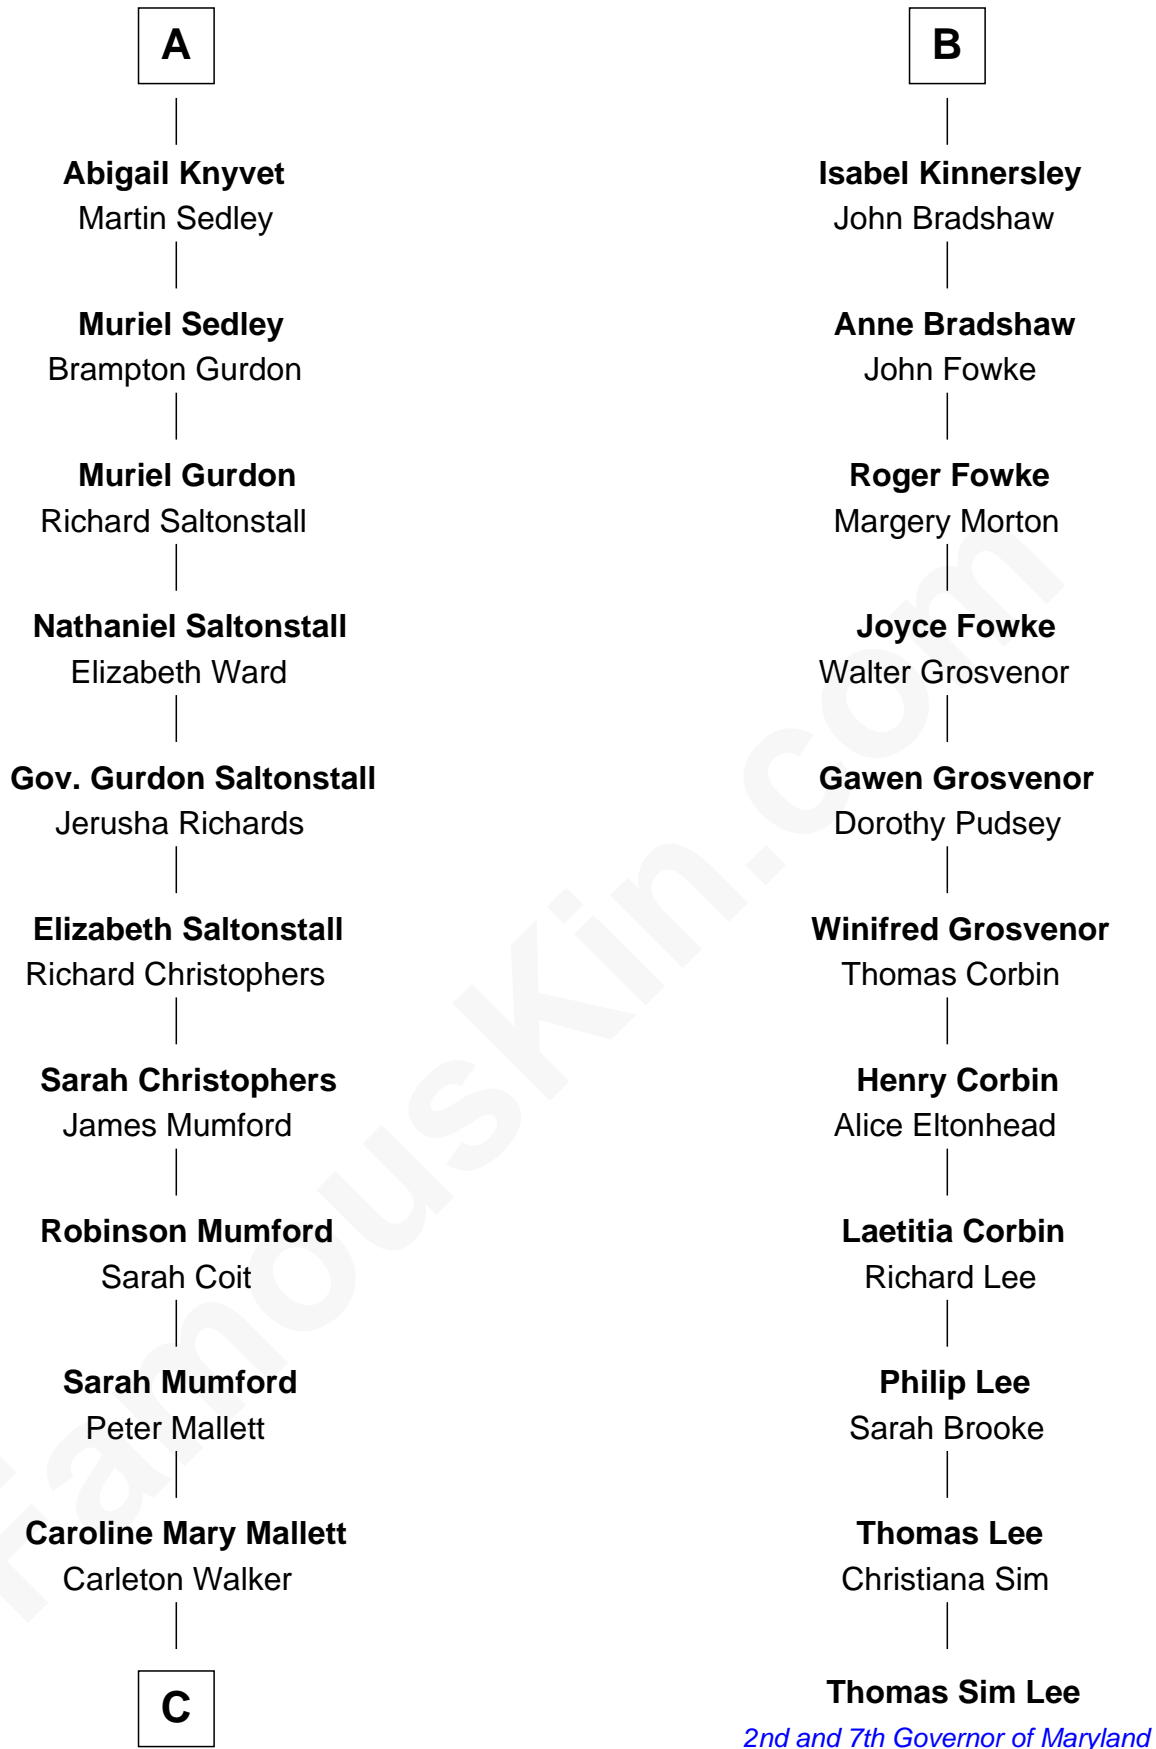 A
Abigail Knyvet
Martin Sedley
Muriel Sedley
Brampton Gurdon
Muriel Gurdon
Richard Saltonstall
Nathaniel Saltonstall
Elizabeth Ward
Gov. Gurdon Saltonstall
Jerusha Richards
Elizabeth Saltonstall
Richard Christophers
Sarah Christophers
James Mumford
Robinson Mumford
Sarah Coit
Sarah Mumford
Peter Mallett
Caroline Mary Mallett
Carleton Walker
C
B
Isabel Kinnersley
John Bradshaw
Anne Bradshaw
John Fowke
Roger Fowke
Margery Morton
Joyce Fowke
Walter Grosvenor
Gawen Grosvenor
Dorothy Pudsey
Winifred Grosvenor
Thomas Corbin
Henry Corbin
Alice Eltonhead
Laetitia Corbin
Richard Lee
Philip Lee
Sarah Brooke
Thomas Lee
Christiana Sim
Thomas Sim Lee
2nd and 7th Governor of Maryland
FamousKin.com